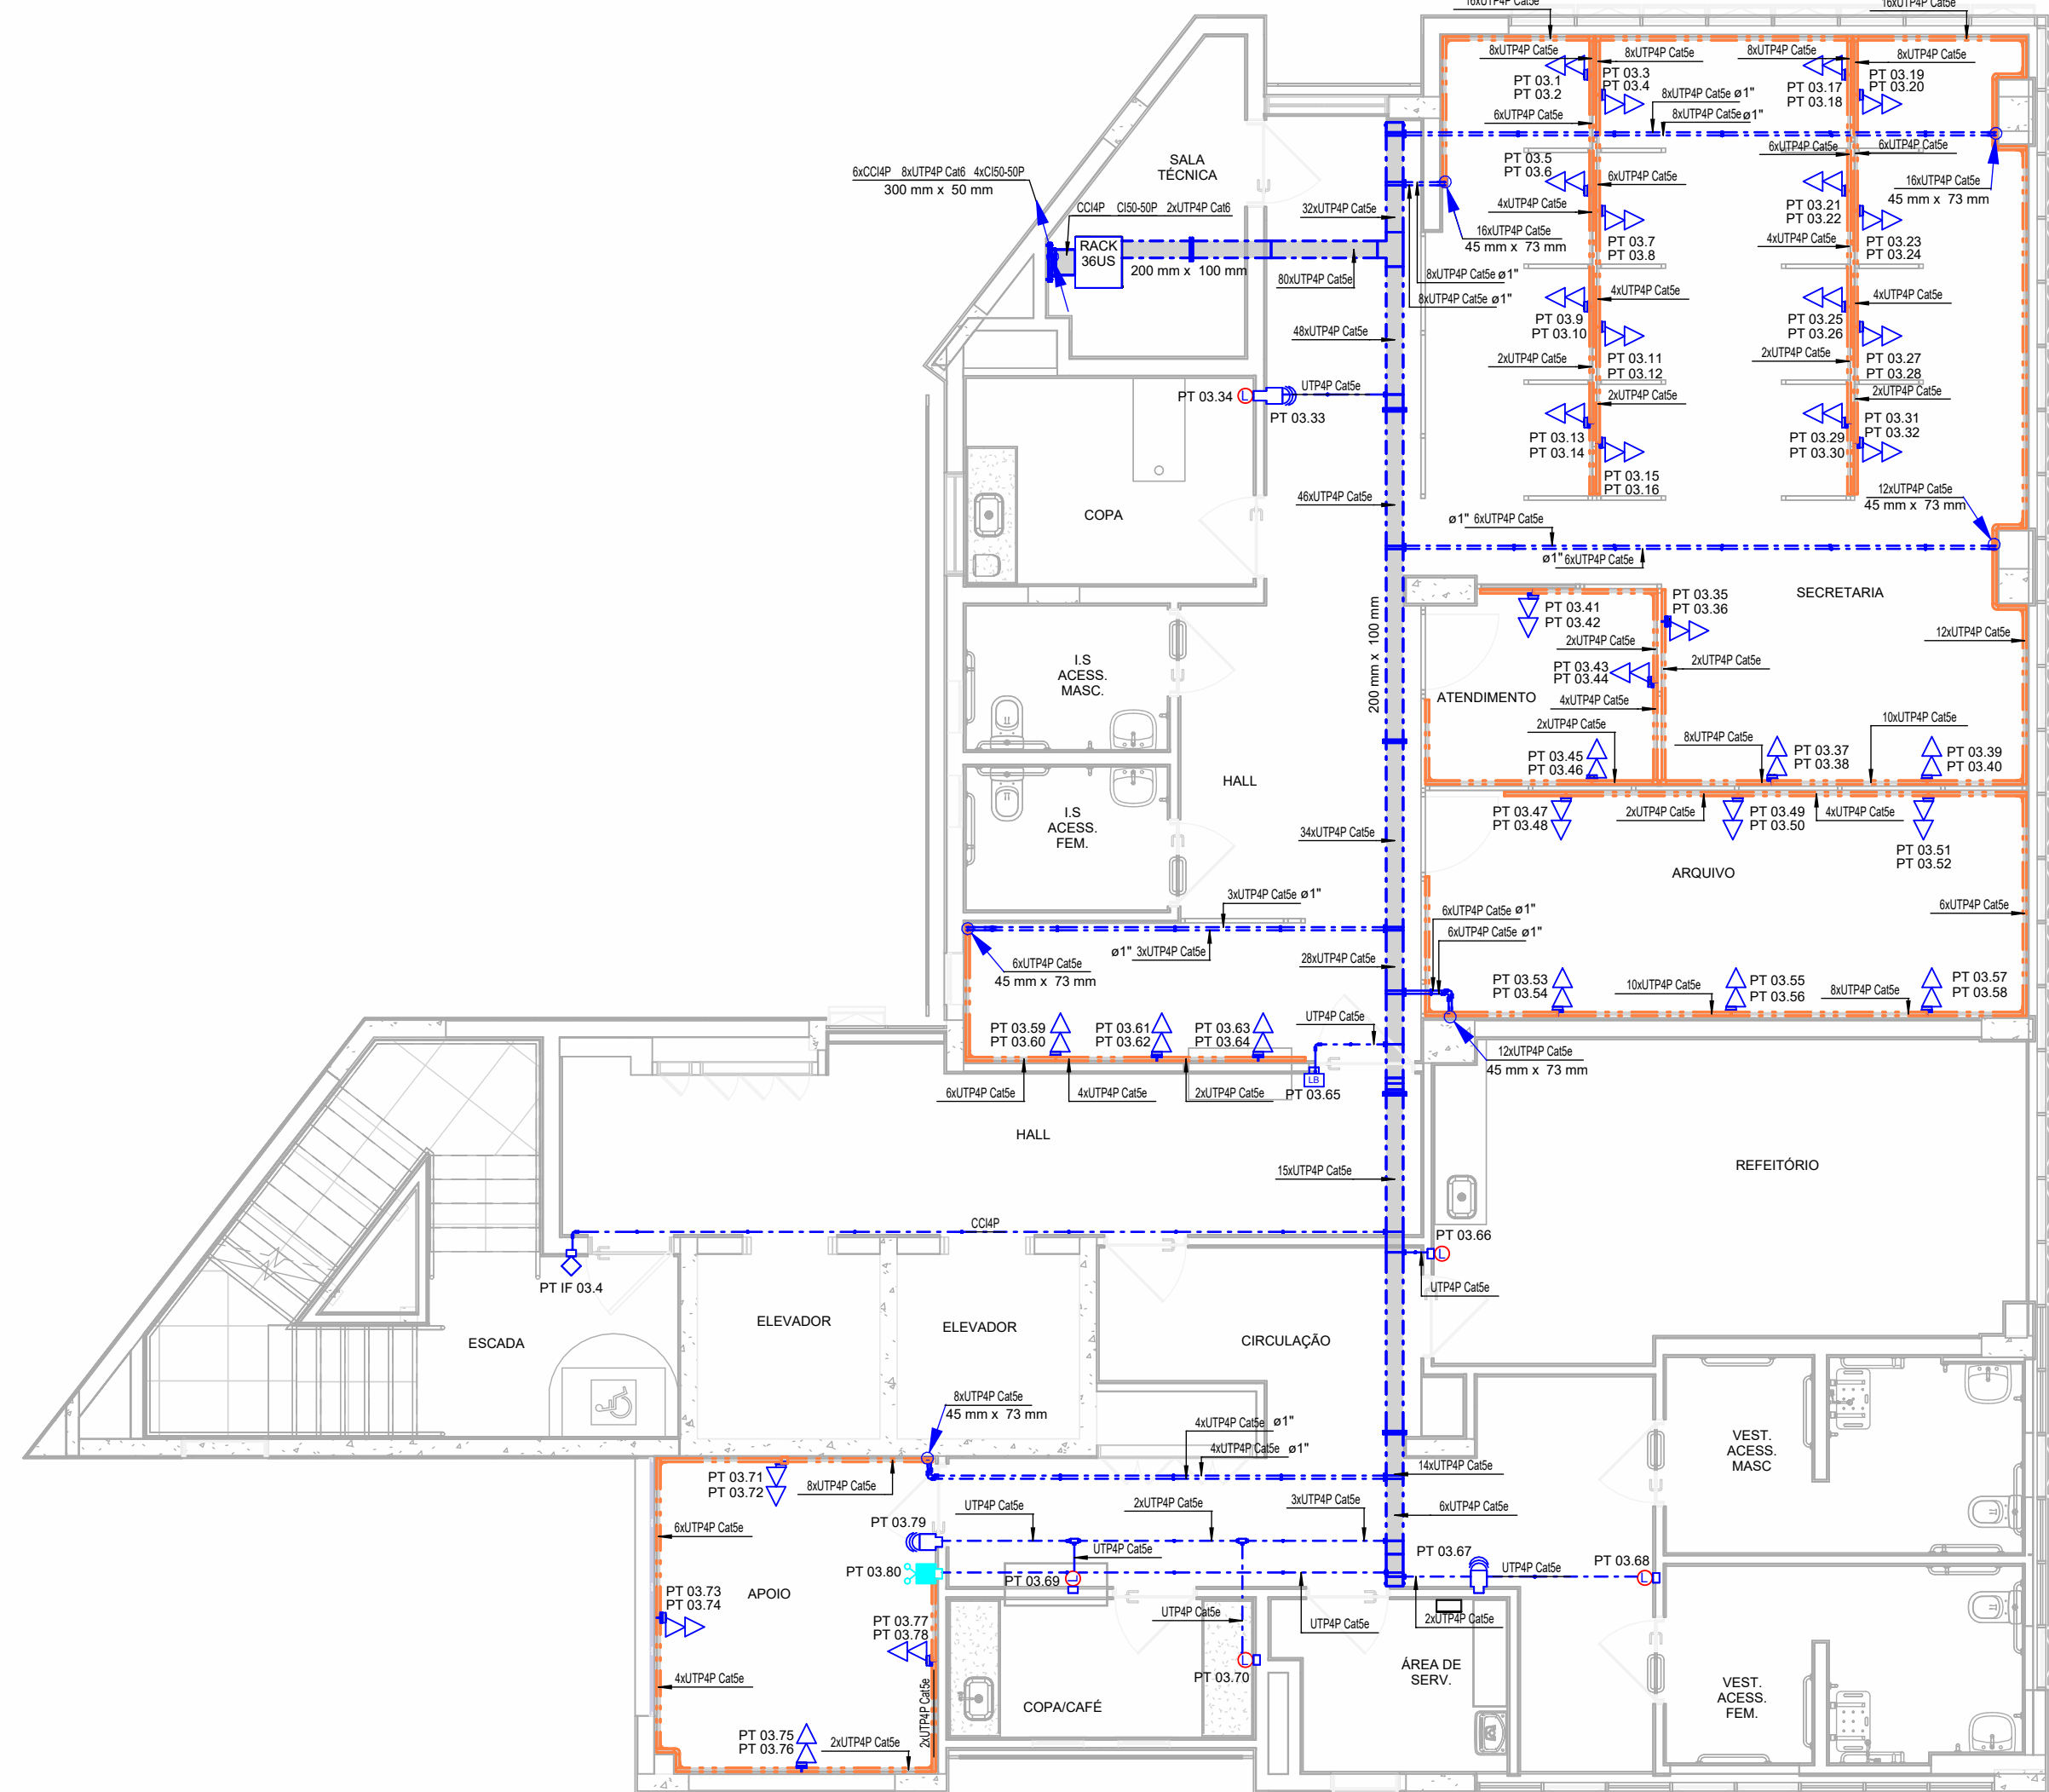 16xUTP4P Cat5e
16xUTP4P Cat5e
8xUTP4P Cat5e
8xUTP4P Cat5e
8xUTP4P Cat5e
8xUTP4P Cat5e
PT 03.1
PT 03.2
PT 03.3
PT 03.4
PT 03.17
PT 03.18
PT 03.19
PT 03.20
8xUTP4P Cat5e ø1"
8xUTP4P Cat5e ø1"
6xUTP4P Cat5e
6xUTP4P Cat5e
6xUTP4P Cat5e
SALA
TÉCNICA
6xCCI4P 8xUTP4P Cat6 4xCI50-50P
300 mm x 50 mm
CCI4P CI50-50P 2xUTP4P Cat6
RACK
36US
200 mm x 100 mm
80xUTP4P Cat5e
32xUTP4P Cat5e
PT 03.5
PT 03.6
6xUTP4P Cat5e
4xUTP4P Cat5e
PT 03.7
PT 03.8
PT 03.21
PT 03.22
PT 03.23
PT 03.24
4xUTP4P Cat5e
16xUTP4P Cat5e
45 mm x 73 mm
16xUTP4P Cat5e
45 mm x 73 mm
8xUTP4P Cat5e ø1"
8xUTP4P Cat5e ø1"
4xUTP4P Cat5e
4xUTP4P Cat5e
PT 03.9
PT 03.10
PT 03.11
PT 03.12
PT 03.25
PT 03.26
PT 03.27
PT 03.28
48xUTP4P Cat5e
2xUTP4P Cat5e
2xUTP4P Cat5e
2xUTP4P Cat5e
2xUTP4P Cat5e
PT 03.34
L
UTP4P Cat5e
PT 03.33
PT 03.13
PT 03.14
PT 03.15
PT 03.16
PT 03.29
PT 03.30
PT 03.31
PT 03.32
46xUTP4P Cat5e
COPA
12xUTP4P Cat5e
45 mm x 73 mm
ø1" 6xUTP4P Cat5e
ø1" 6xUTP4P Cat5e
SECRETARIA
200 mm x 100 mm
PT 03.41
PT 03.42
PT 03.35
PT 03.36
2xUTP4P Cat5e
2xUTP4P Cat5e
12xUTP4P Cat5e
I.S
ACESS.
MASC.
PT 03.43
PT 03.44
ATENDIMENTO
4xUTP4P Cat5e
2xUTP4P Cat5e
10xUTP4P Cat5e
8xUTP4P Cat5e
PT 03.45
PT 03.46
PT 03.37
PT 03.38
PT 03.39
PT 03.40
HALL
I.S
ACESS.
FEM.
PT 03.47
PT 03.48
2xUTP4P Cat5e
PT 03.49
PT 03.50
4xUTP4P Cat5e
PT 03.51
PT 03.52
34xUTP4P Cat5e
ARQUIVO
3xUTP4P Cat5e ø1"
ø1" 3xUTP4P Cat5e
6xUTP4P Cat5e ø1"
6xUTP4P Cat5e ø1"
6xUTP4P Cat5e
28xUTP4P Cat5e
6xUTP4P Cat5e
45 mm x 73 mm
PT 03.53
PT 03.54
10xUTP4P Cat5e
PT 03.55
PT 03.56
8xUTP4P Cat5e
PT 03.57
PT 03.58
PT 03.59
PT 03.60
PT 03.61
PT 03.62
PT 03.63
PT 03.64
UTP4P Cat5e
12xUTP4P Cat5e
45 mm x 73 mm
LB
PT 03.65
6xUTP4P Cat5e
4xUTP4P Cat5e
2xUTP4P Cat5e
HALL
15xUTP4P Cat5e
REFEITÓRIO
CCI4P
PT 03.66
L
UTP4P Cat5e
PT IF 03.4
ELEVADOR
ELEVADOR
CIRCULAÇÃO
ESCADA
8xUTP4P Cat5e
45 mm x 73 mm
4xUTP4P Cat5e ø1"
4xUTP4P Cat5e ø1"
VEST.
ACESS.
MASC
14xUTP4P Cat5e
PT 03.71
PT 03.72
8xUTP4P Cat5e
UTP4P Cat5e
2xUTP4P Cat5e
3xUTP4P Cat5e
6xUTP4P Cat5e
PT 03.79
6xUTP4P Cat5e
UTP4P Cat5e
PT 03.80
PT 03.69
L
PT 03.67
UTP4P Cat5e
PT 03.68
L
APOIO
PT 03.73
PT 03.74
PT 03.77
PT 03.78
UTP4P Cat5e
UTP4P Cat5e
2xUTP4P Cat5e
L
PT 03.70
4xUTP4P Cat5e
2xUTP4P Cat5e
COPA/CAFÉ
ÁREA DE
SERV.
VEST.
ACESS.
FEM.
PT 03.75
PT 03.76
2xUTP4P Cat5e